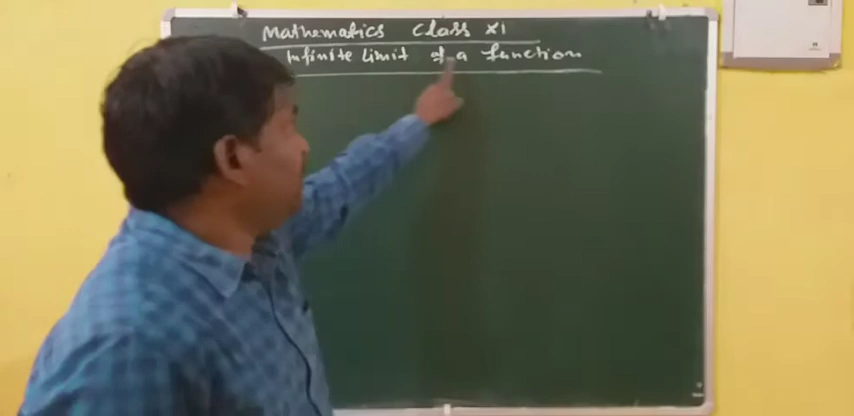 Mathematics Class XI
Infinite Limit of a function